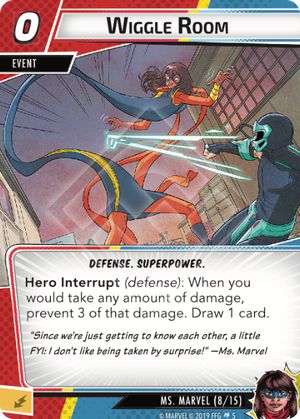 0
WIGGLE ROOM
EVENT
DEFENSE. SUPERPOWER.
Hero Interrupt (defense): When you
would take any amount of damage,
prevent 3 of that damage. Draw 1 card.
"Since we're just getting to know each other, a little
FYI: I don't like being taken by surprise!" —Ms. Marvel
MS. MARVEL (8/15)
© MARVEL © 2019 FFG 5